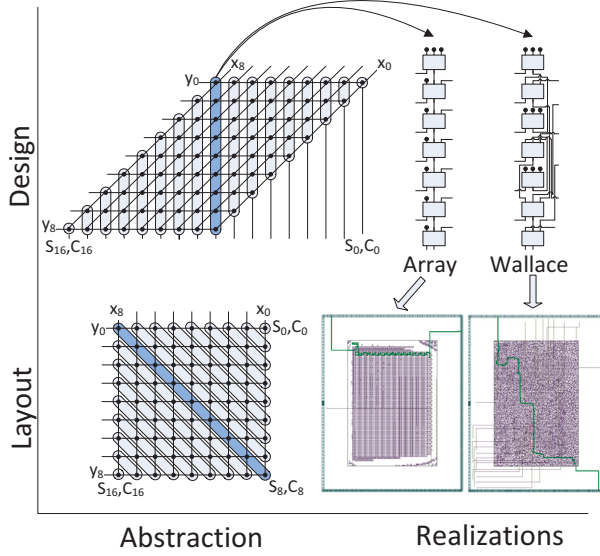 x₈
x₀
y₀
Design
y₈
S₁₆,C₁₆
S₀,C₀
Array
Wallace
x₈
x₀
y₀
S₀,C₀
Layout
y₈
S₁₆,C₁₆
S₈,C₈
Abstraction
Realizations